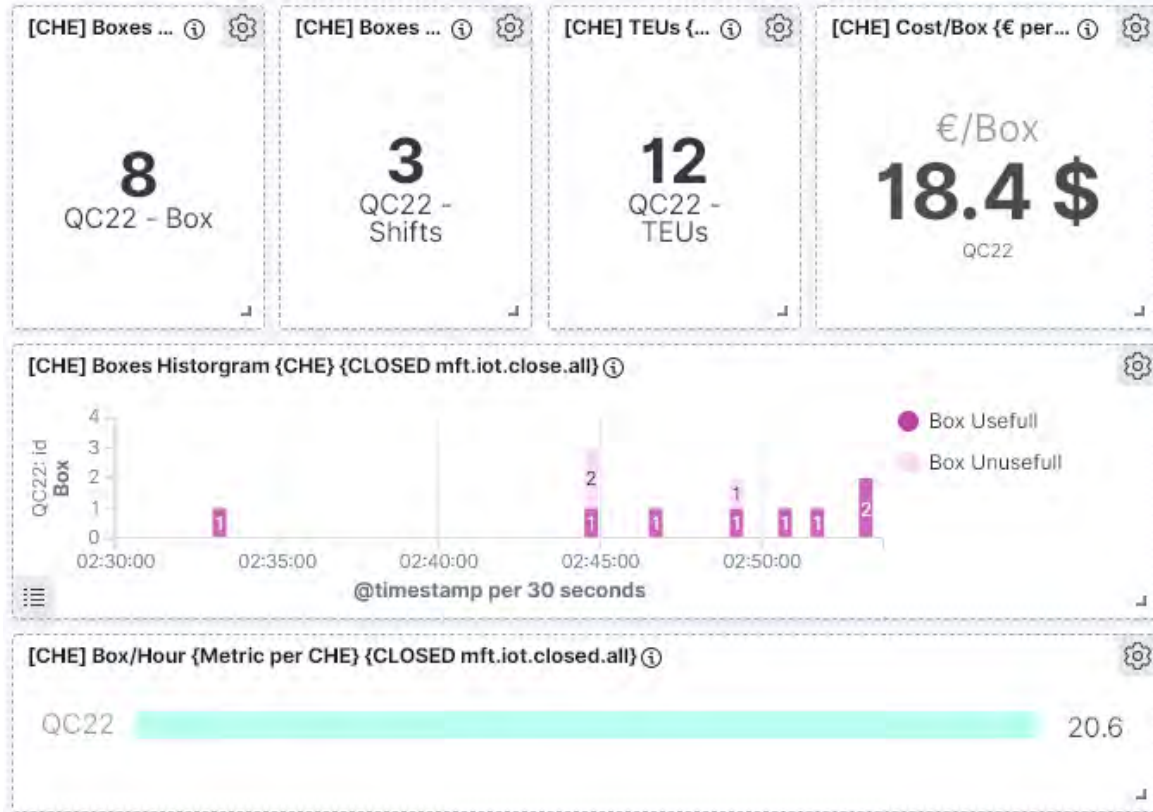 [CHE] Boxes ...
[CHE] Boxes ...
[CHE] TEUs {...
[CHE] Cost/Box {€ per...
8
QC22 - Box
3
QC22 -
Shifts
12
QC22 -
TEUs
€/Box
18.4 $
QC22
[CHE] Boxes Historgram {CHE} {CLOSED mft.iot.close.all}
QC22: id
Box
4
3
2
1
0
1
2
1
1
1
1
1
1
2
02:30:00
02:35:00
02:40:00
02:45:00
02:50:00
@timestamp per 30 seconds
Box Usefull
Box Unusefull
[CHE] Box/Hour {Metric per CHE} {CLOSED mft.iot.closed.all}
QC22
20.6